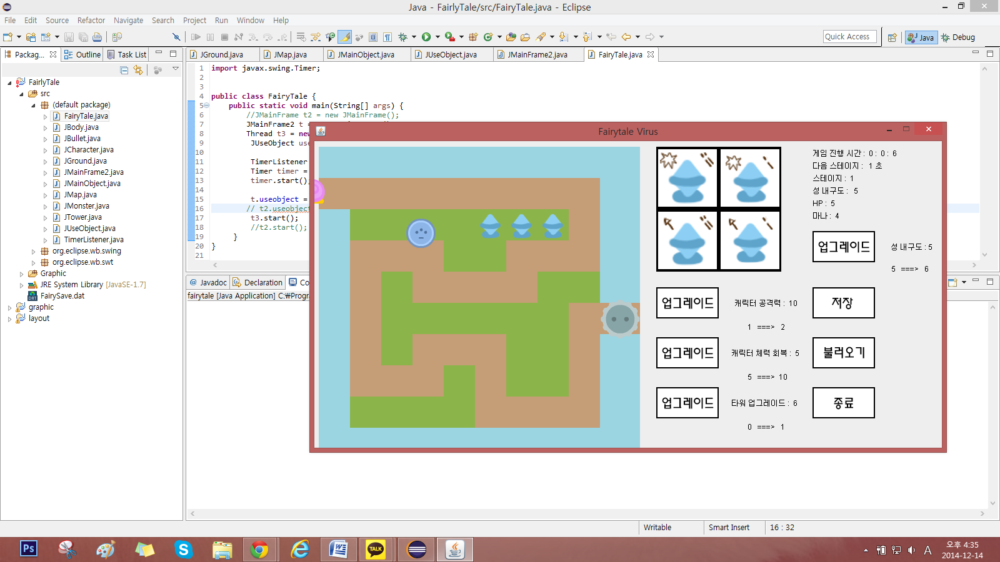 Java - FairlyTale/src/FairyTale.java - Eclipse
File Edit Source Refactor Navigate Search Project Run Window Help
Quick Access
Java
Debug
Packag...
Outline
Task List
JGround.java
JMap.java
JMainObject.java
JUseObject.java
JMainFrame2.java
FairyTale.java
FairlyTale
src
(default package)
FairyTale.java
JBody.java
JBullet.java
JCharacter.java
JGround.java
JMainFrame2.java
JMainObject.java
JMap.java
JMonster.java
JTower.java
JUseObject.java
TimerListener.java
org.eclipse.wb.swing
org.eclipse.wb.swt
Graphic
JRE System Library [JavaSE-1.7]
FairySave.dat
graphic
layout
1 import javax.swing.Timer;
2
3
4 public class FairyTale {
5 public static void main(String[] args) {
6 //JMainFrame t2 = new JMainFrame();
7 JMainFrame2 t =
8 Thread t3 = new
9 JUseObject use
10
11 TimerListener
12 Timer timer =
13 timer.start();
14
15 t.useobject =
16 // t2.useobject
17 t3.start();
18 //t2.start();
19 }
20 }
21
Fairytale Virus
게임 진행 시간 : 0 : 0 : 6
다음 스테이지 : 1 초
스테이지 : 1
성 내구도 : 5
HP : 5
마나 : 4
업그레이드
성 내구도 : 5
5 ===> 6
업그레이드
캐릭터 공격력 : 10
1 ===> 2
저장
업그레이드
캐릭터 체력 회복 : 5
5 ===> 10
불러오기
업그레이드
타워 업그레이드 : 6
0 ===> 1
종료
@ Javadoc
Declaration
Co
fairytale [Java Application] C:₩Progra
Writable
Smart Insert
16 : 32
Ps
TALK
A
오후 4:35
2014-12-14